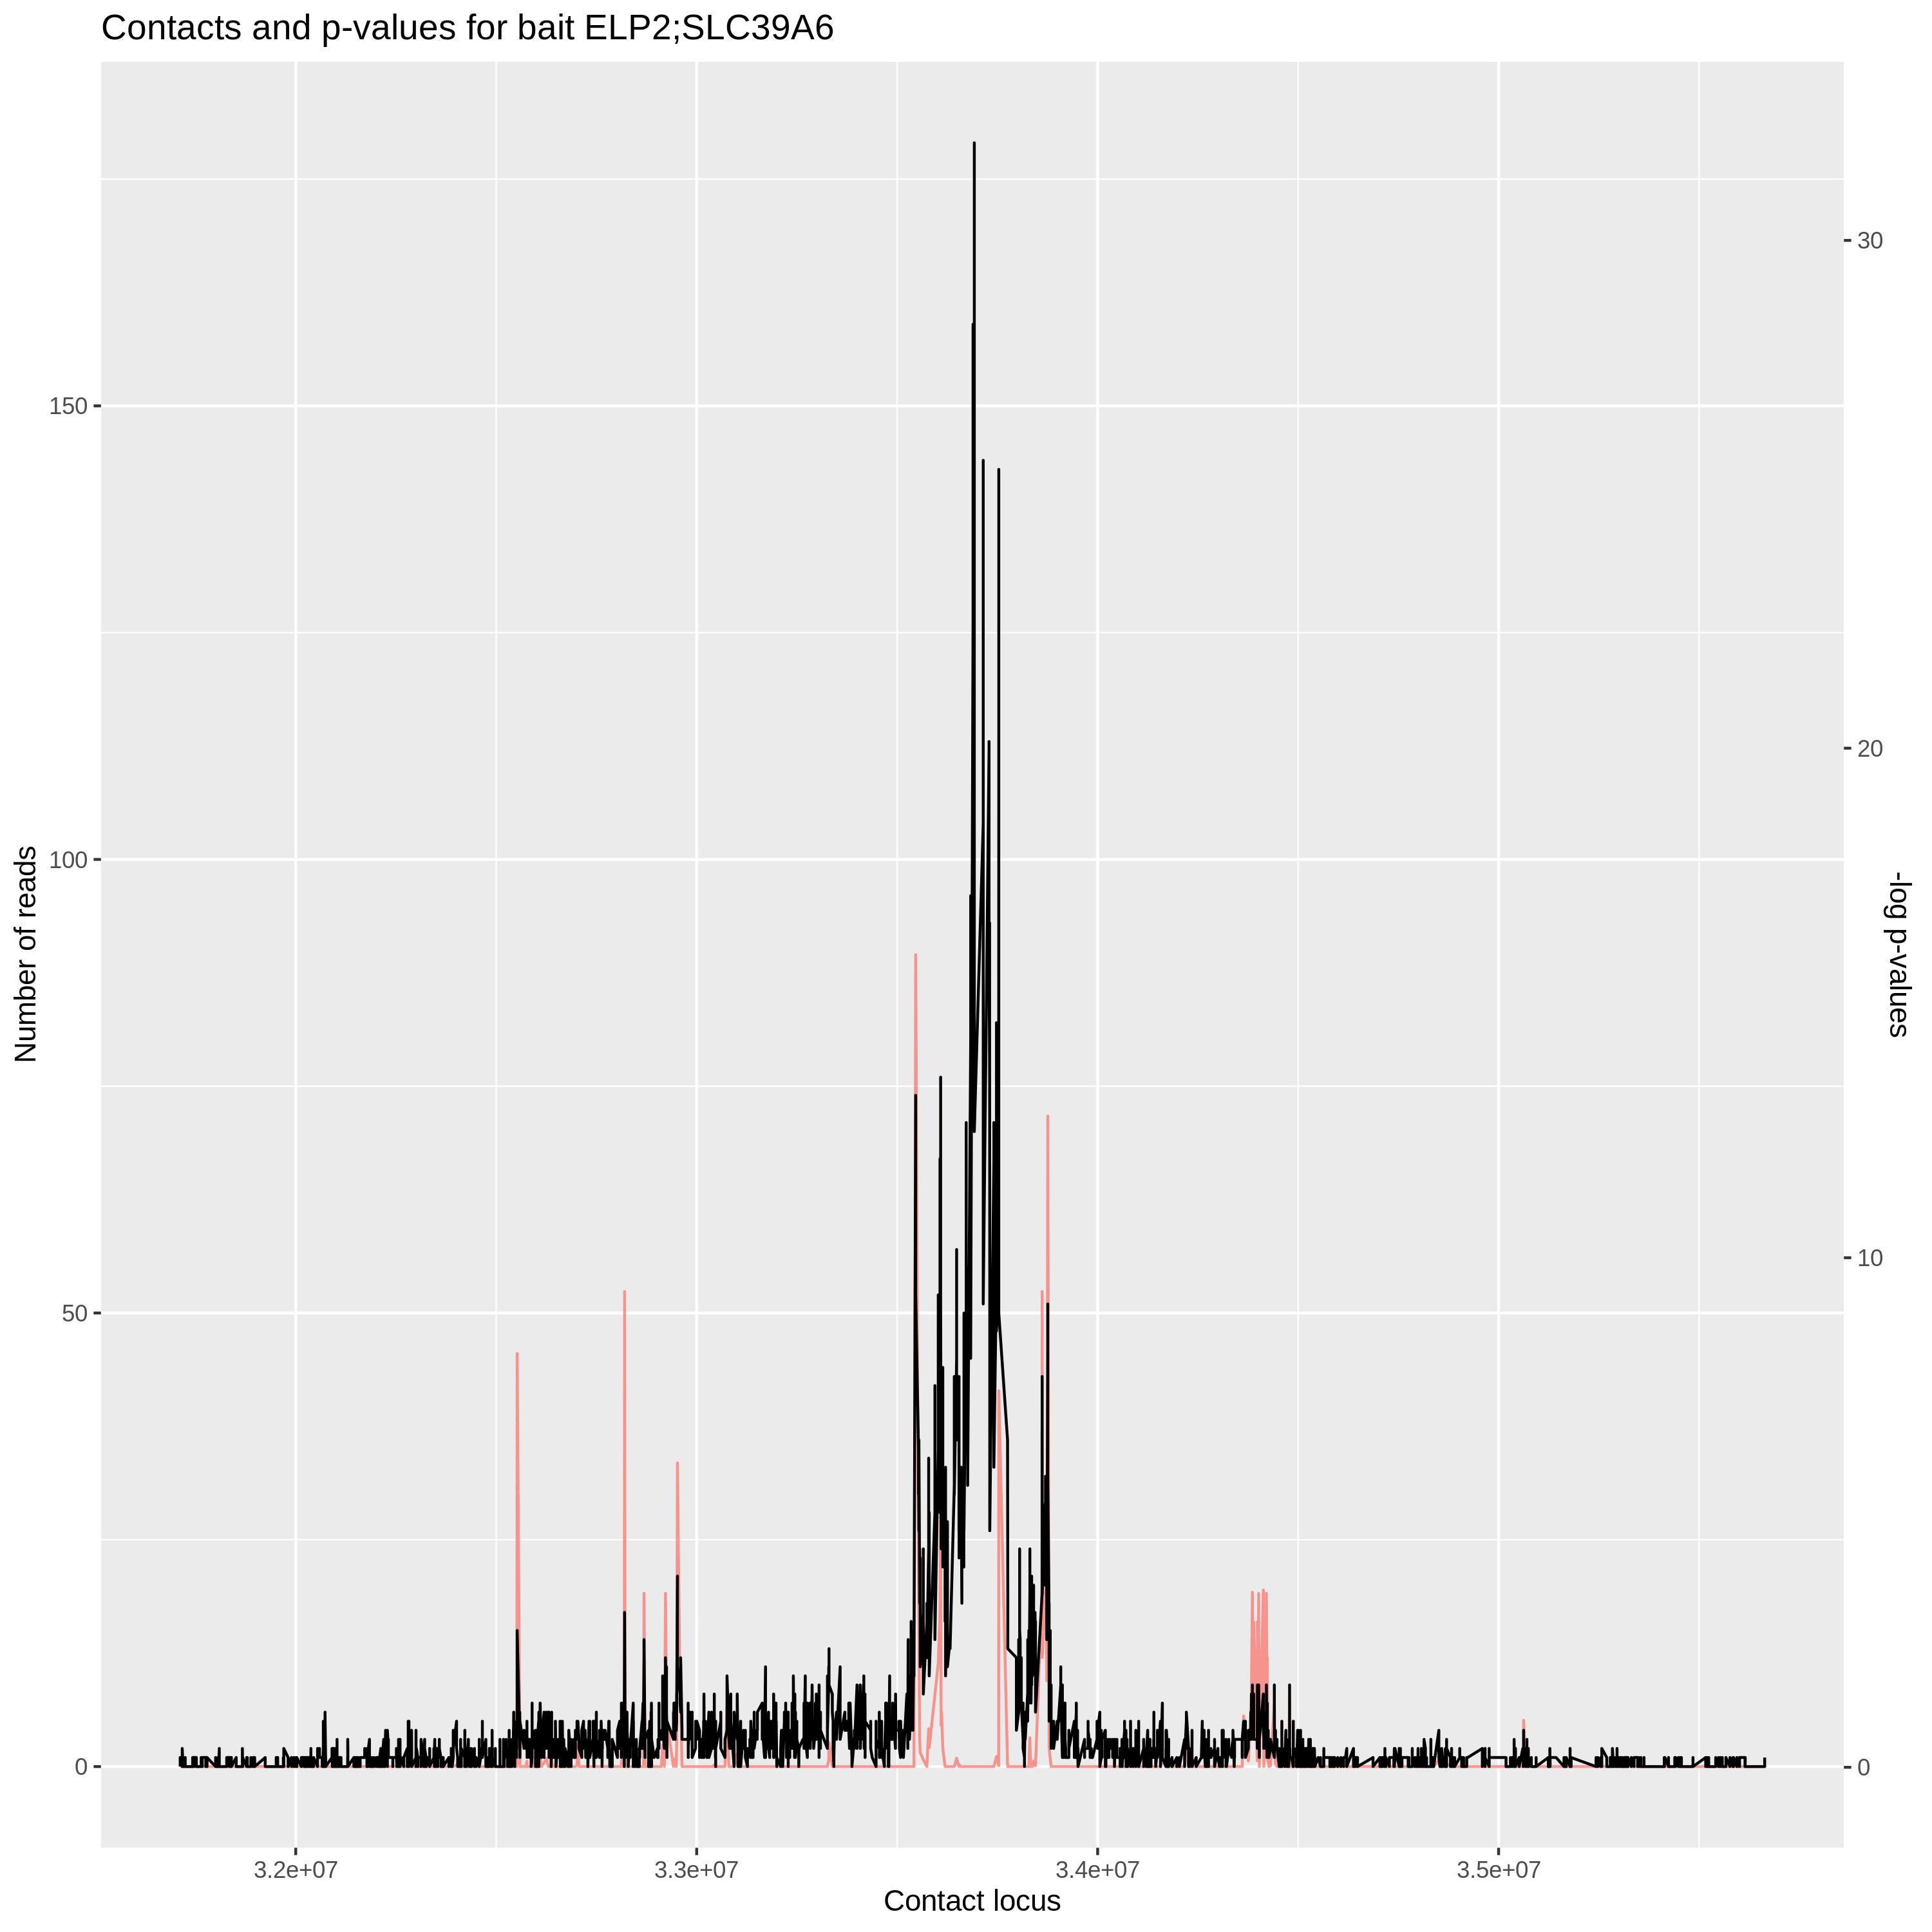 Contacts and p-values for bait ELP2;SLC39A6
150
100
50
0
Number of reads
30
20
10
0
-log p-values
3.2e+07
3.3e+07
3.4e+07
3.5e+07
Contact locus